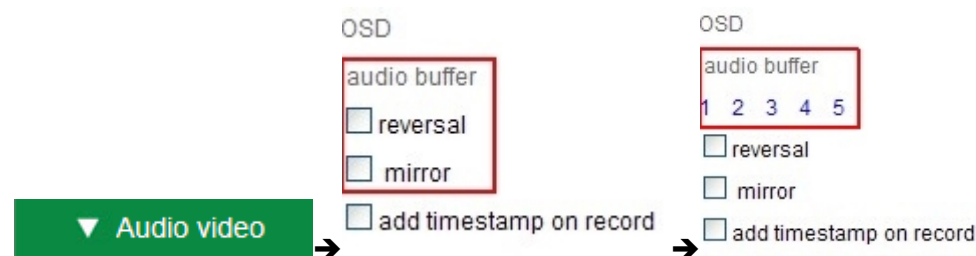 ▼ Audio video
➔
OSD
audio buffer
reversal
mirror
add timestamp on record
➔
OSD
audio buffer
1 2 3 4 5
reversal
mirror
add timestamp on record